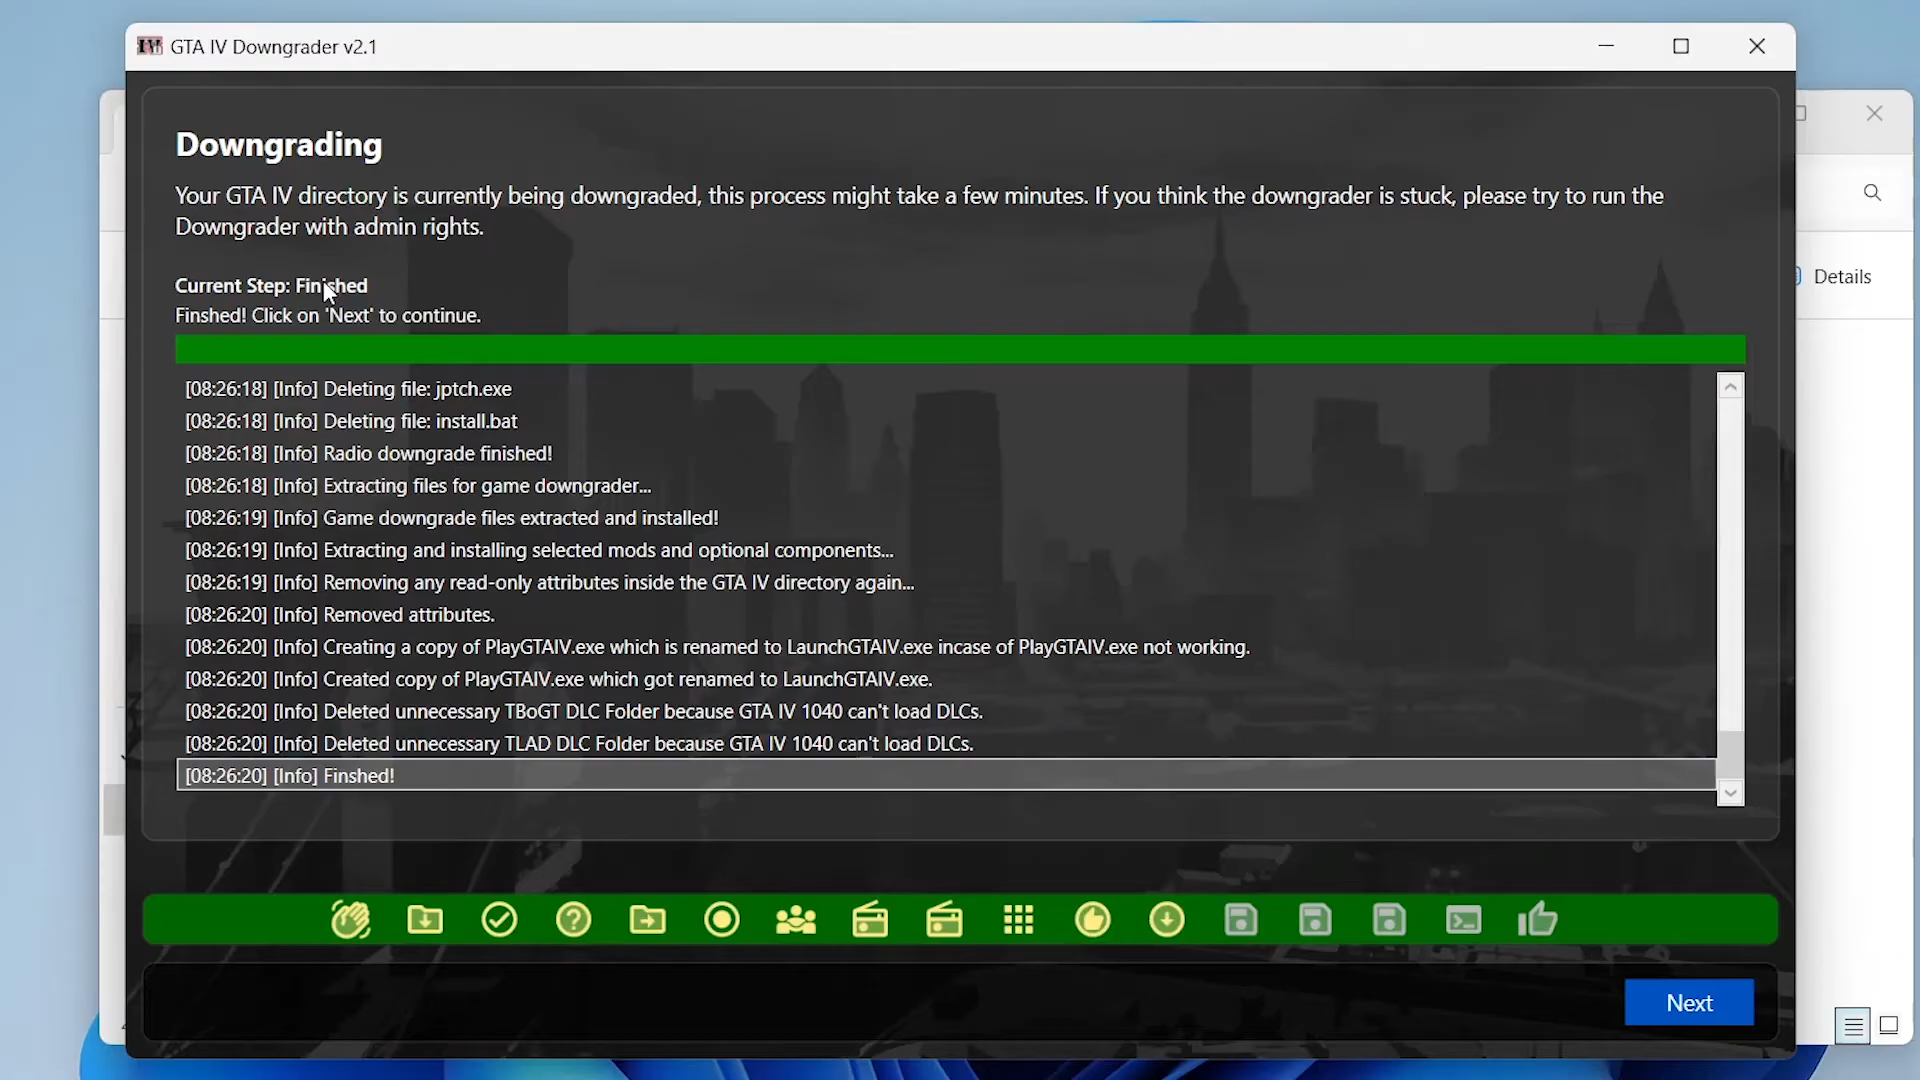 GTA IV Downgrader v2.1
Downgrading
Your GTA IV directory is currently being downgraded, this process might take a few minutes. If you think the downgrader is stuck, please try to run the
Downgrader with admin rights.
Current Step: Finished
Finshed! Click on 'Next' to continue.
Details
[08:26:18] [Info] Deleting file: jptch.exe
[08:26:18] [Info] Deleting file: install.bat
[08:26:18] [Info] Radio downgrade finished!
[08:26:18] [Info] Extracting files for game downgrader...
[08:26:19] [Info] Game downgrade files extracted and installed!
[08:26:19] [Info] Extracting and installing selected mods and optional components...
[08:26:19] [Info] Removing any read-only attributes inside the GTA IV directory again...
[08:26:20] [Info] Removed attributes.
[08:26:20] [Info] Creating a copy of PlayGTAIV.exe which is renamed to LaunchGTAIV.exe incase of PlayGTAIV.exe not working.
[08:26:20] [Info] Created copy of PlayGTAIV.exe which got renamed to LaunchGTAIV.exe.
[08:26:20] [Info] Deleted unnecessary TBoGT DLC Folder because GTA IV 1040 can't load DLCs.
[08:26:20] [Info] Deleted unnecessary TLAD DLC Folder because GTA IV 1040 can't load DLCs.
[08:26:20] [Info] Finshed!
Next